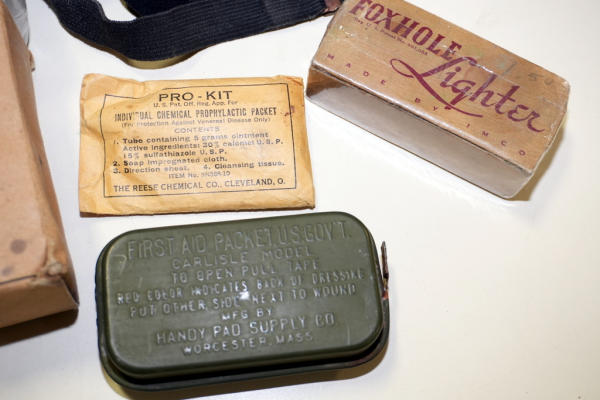 PRO-KIT
U. S. Pat. Off. Reg. App. For
INDIVIDUAL CHEMICAL PROPHYLACTIC PACKET
(For Protection Against Venereal Disease Only)
CONTENTS
1. Tube containing 5 grams ointment
Active ingredients: 30% calomel U. S. P.
15% sulfathiazole U. S. P.
2. Soap impregnated cloth.
3. Direction sheet. 4. Cleansing tissue.
ITEM No.
THE REESE CHEMICAL CO., CLEVELAND, O.
FOXHOLE
Lighter
MADE BY IMCO
FIRST AID PACKET, U.S. GOV'T.
CARLISLE MODEL
TO OPEN PULL TAPE
RED COLOR INDICATES BACK OF DRESSING
PUT OTHER SIDE NEXT TO WOUND
MFG BY
HANDY PAD SUPPLY CO
WORCESTER, MASS.